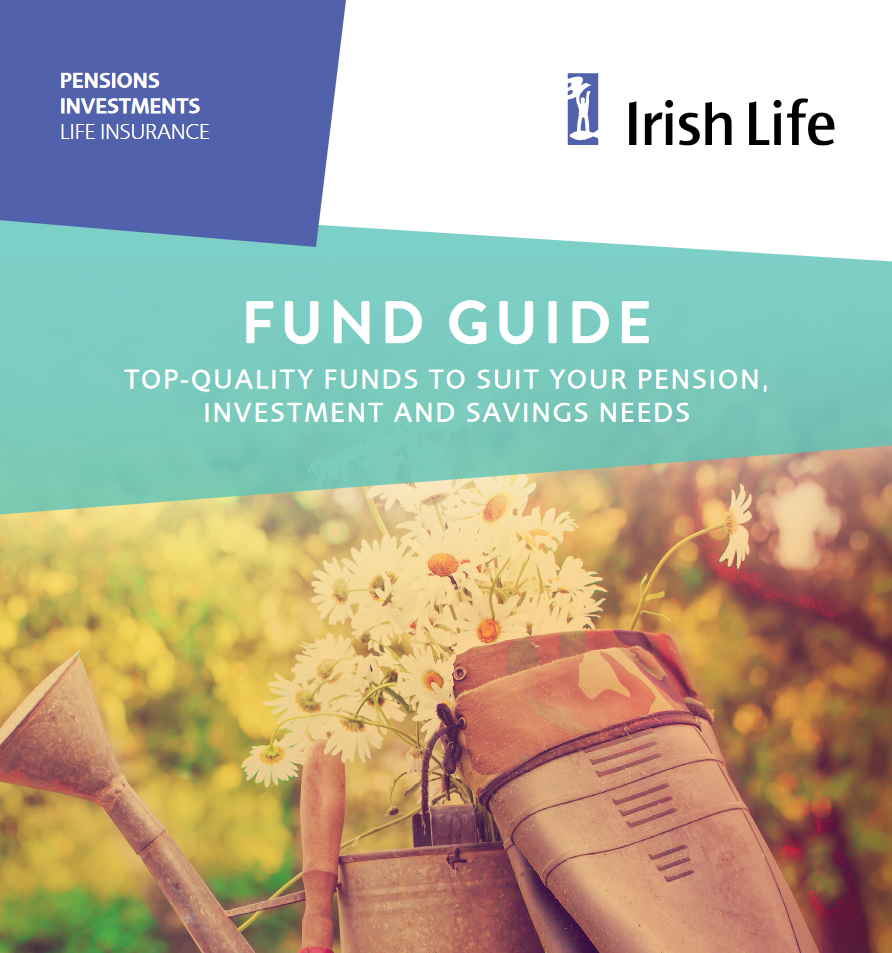 PENSIONS
INVESTMENTS
LIFE INSURANCE
Irish Life
FUND GUIDE
TOP-QUALITY FUNDS TO SUIT YOUR PENSION,
INVESTMENT AND SAVINGS NEEDS